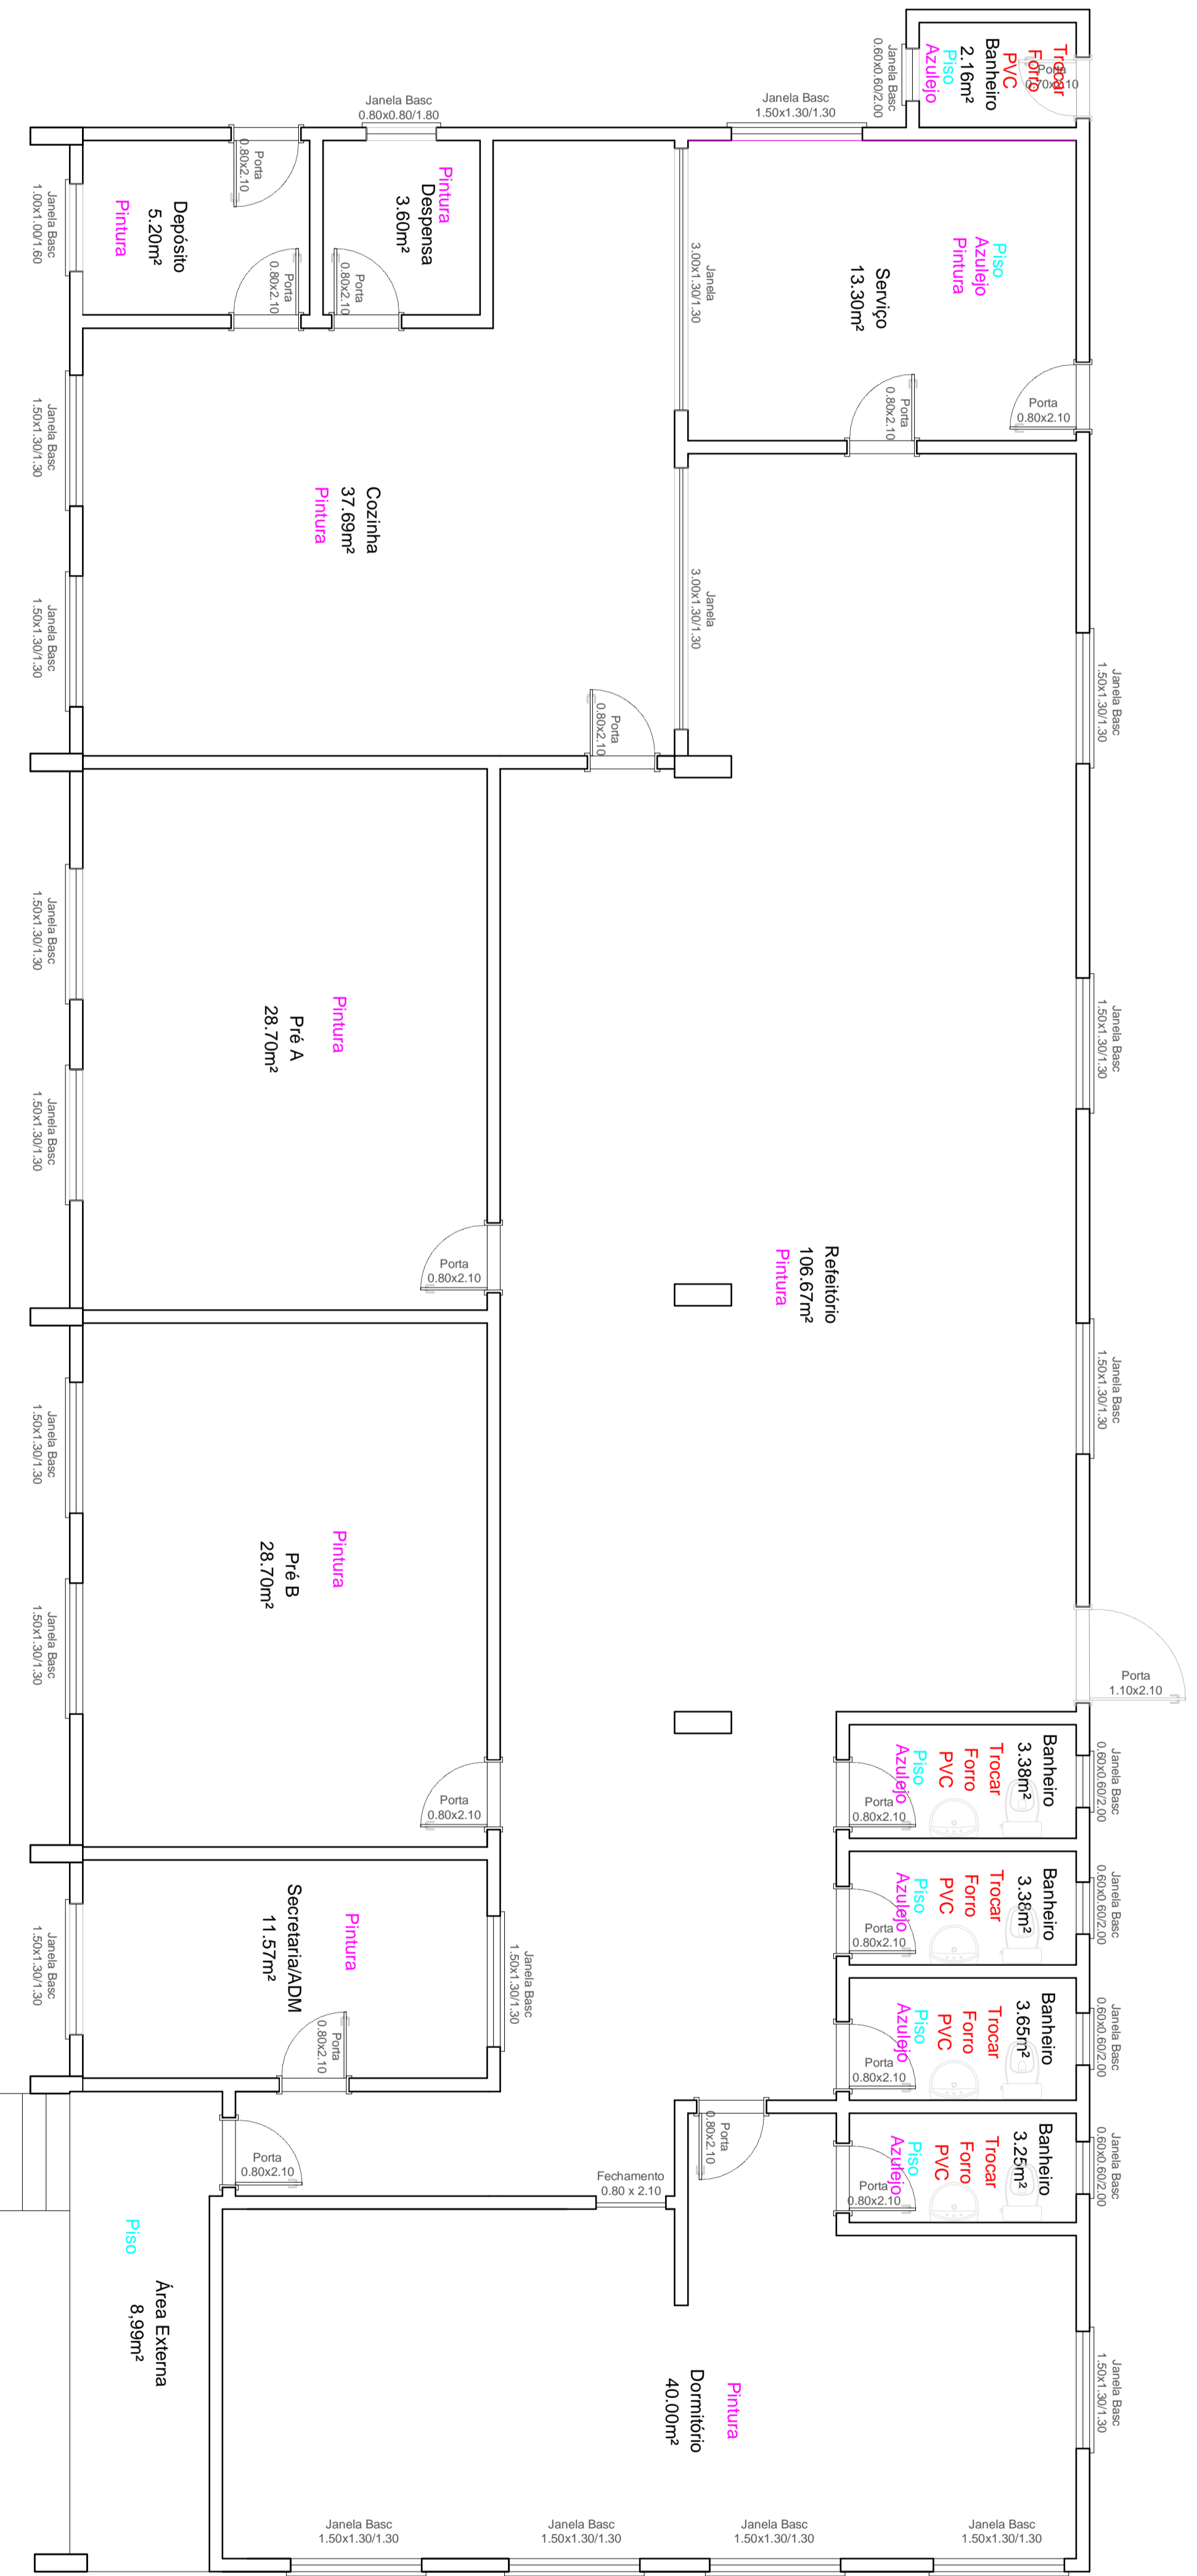 Trocar
Forro
PVC
Banheiro
2.16m²
Piso
Azulejo
Porta
0.70x2.10
Janela Basc
0.60x0.60/2.00
Janela Basc
0.80x0.80/1.80
Janela Basc
1.50x1.30/1.30
Porta
0.80x2.10
Depósito
5.20m²
Pintura
Janela Basc
1.00x1.00/1.60
Porta
0.80x2.10
Pintura
Despensa
3.60m²
Porta
0.80x2.10
Janela
3.00x1.30/1.30
Piso
Azulejo
Pintura
Serviço
13.30m²
Porta
0.80x2.10
Porta
0.80x2.10
Janela Basc
1.50x1.30/1.30
Cozinha
37.69m²
Pintura
Janela Basc
1.50x1.30/1.30
Janela
3.00x1.30/1.30
Porta
0.80x2.10
Janela Basc
1.50x1.30/1.30
Janela Basc
1.50x1.30/1.30
Pintura
Pré A
28.70m²
Janela Basc
1.50x1.30/1.30
Janela Basc
1.50x1.30/1.30
Porta
0.80x2.10
Refeitório
106.67m²
Pintura
Janela Basc
1.50x1.30/1.30
Janela Basc
1.50x1.30/1.30
Pintura
Pré B
28.70m²
Janela Basc
1.50x1.30/1.30
Porta
0.80x2.10
Porta
1.10x2.10
Banheiro
3.38m²
Trocar
Forro
PVC
Piso
Azulejo
Porta
0.80x2.10
Janela Basc
0.60x0.60/2.00
Banheiro
3.38m²
Trocar
Forro
PVC
Piso
Azulejo
Porta
0.80x2.10
Janela Basc
0.60x0.60/2.00
Pintura
Secretaria/ADM
11.57m²
Janela Basc
1.50x1.30/1.30
Janela Basc
1.50x1.30/1.30
Porta
0.80x2.10
Banheiro
3.65m²
Trocar
Forro
PVC
Piso
Azulejo
Porta
0.80x2.10
Janela Basc
0.60x0.60/2.00
Banheiro
3.25m²
Trocar
Forro
PVC
Piso
Azulejo
Porta
0.80x2.10
Janela Basc
0.60x0.60/2.00
Porta
0.80x2.10
Porta
0.80x2.10
Fechamento
0.80 x 2.10
Piso
Área Externa
8,99m²
Pintura
Dormitório
40.00m²
Janela Basc
1.50x1.30/1.30
Janela Basc
1.50x1.30/1.30
Janela Basc
1.50x1.30/1.30
Janela Basc
1.50x1.30/1.30
Janela Basc
1.50x1.30/1.30